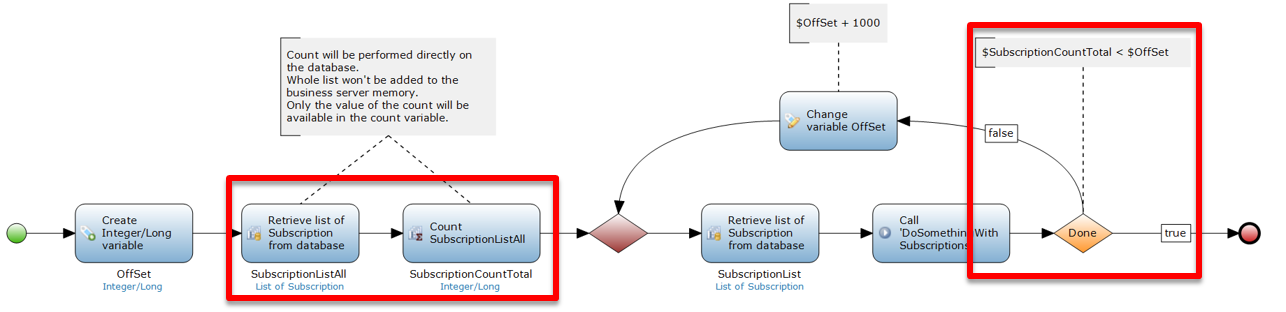 $OffSet + 1000
$SubscriptionCountTotal < $OffSet
Count will be performed directly on
the database.
Whole list won't be added to the
business server memory.
Only the value of the count will be
available in the count variable.
Change
variable OffSet
false
Create
Integer/Long
variable
OffSet
Integer/Long
Retrieve list of
Subscription
from database
SubscriptionListAll
List of Subscription
Count
SubscriptionListAll
SubscriptionCountTotal
Integer/Long
Retrieve list of
Subscription
from database
SubscriptionList
List of Subscription
Call
'DoSomethingWith
Subscriptions
Done
true